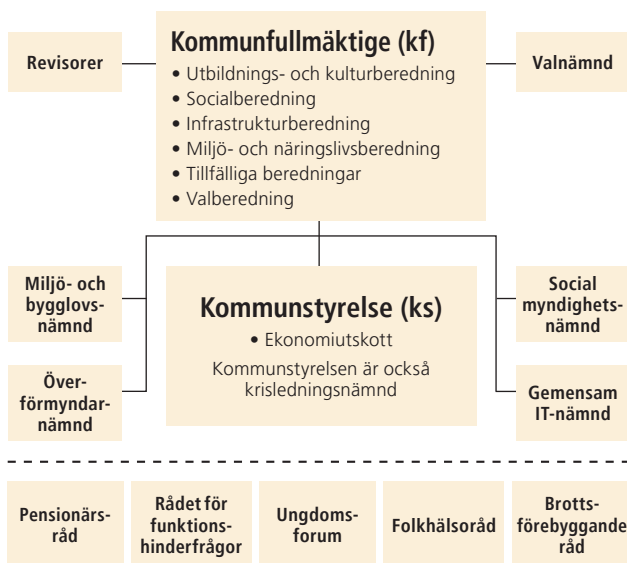 Revisorer
Kommunfullmäktige (kf)
• Utbildnings- och kulturberedning
• Socialberedning
• Infrastrukturberedning
• Miljö- och näringslivsberedning
• Tillfälliga beredningar
• Valberedning
Valnämnd
Miljö- och
bygglovs-
nämnd
Kommunstyrelse (ks)
• Ekonomiutskott
Kommunstyrelsen är också
krisledningsnämnd
Social
myndighets-
nämnd
Över-
förmyndar-
nämnd
Gemensam
IT-nämnd
Pensionärs-
råd
Rådet för
funktions-
hinderfrågor
Ungdoms-
forum
Folkhälsoråd
Brotts-
förebyggande
råd